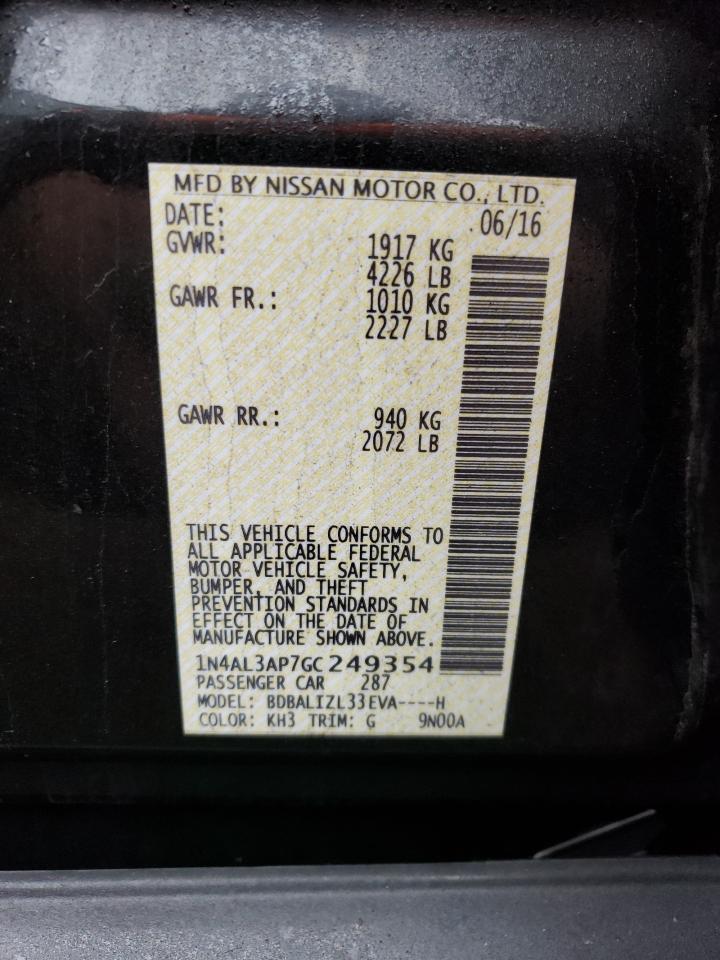 MFD BY NISSAN MOTOR CO., LTD.
DATE: 06/16
GVWR: 1917 KG
4226 LB
GAWR FR.: 1010 KG
2227 LB
GAWR RR.: 940 KG
2072 LB
THIS VEHICLE CONFORMS TO
ALL APPLICABLE FEDERAL
MOTOR VEHICLE SAFETY,
BUMPER, AND THEFT
PREVENTION STANDARDS IN
EFFECT ON THE DATE OF
MANUFACTURE SHOWN ABOVE.
1N4AL3AP7GC249354
PASSENGER CAR 287
MODEL: BDBALIZL33EVA----H
COLOR: KH3 TRIM: G 9N00A